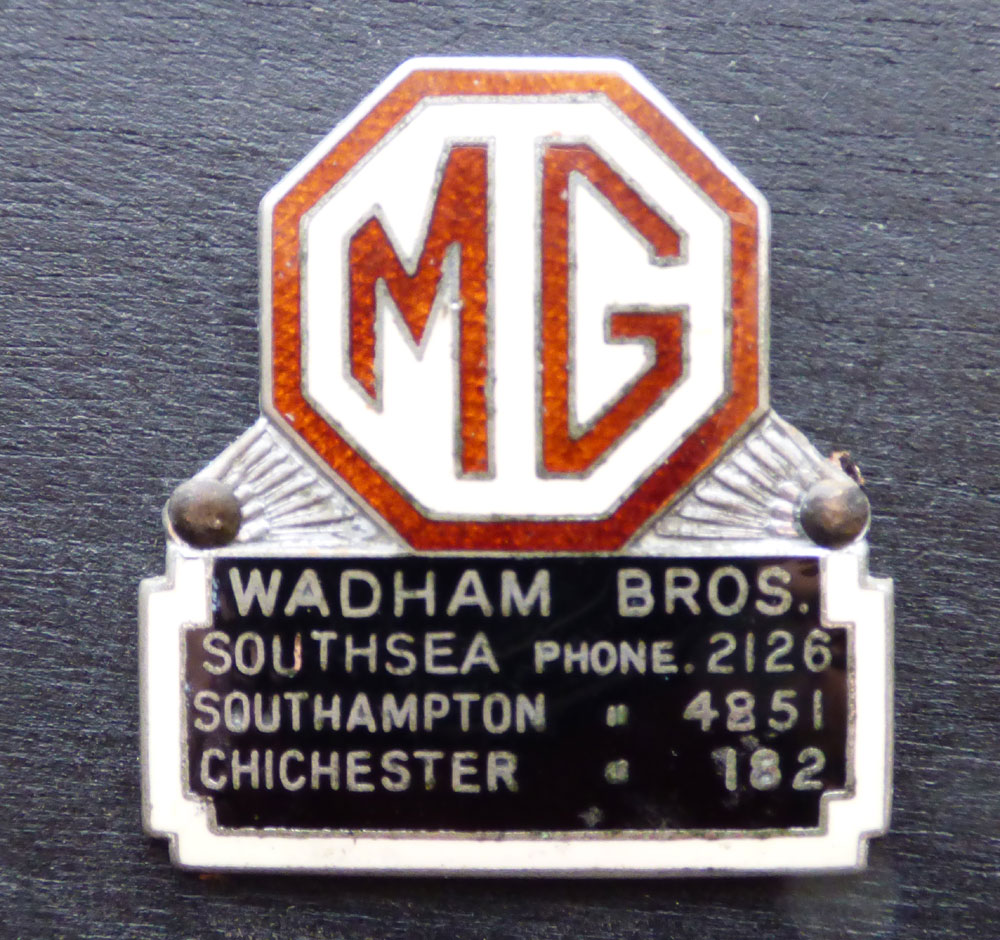 MG
WADHAM BROS.
SOUTHSEA PHONE. 2126
SOUTHAMPTON " 4851
CHICHESTER " 182